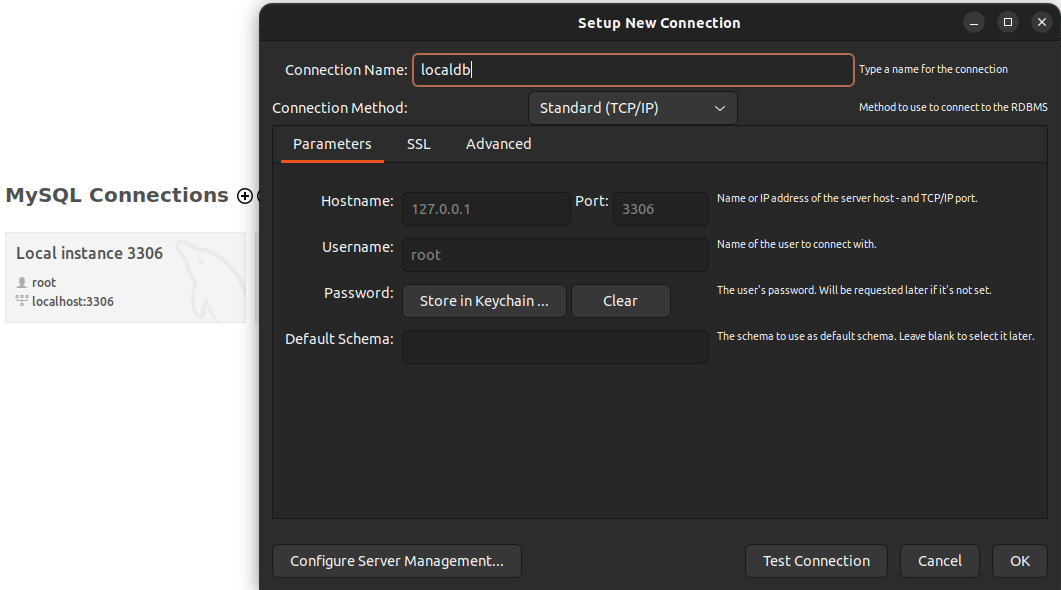 Setup New Connection
Connection Name: localdb Type a name for the connection
Connection Method: Standard (TCP/IP) Method to use to connect to the RDBMS
Parameters SSL Advanced
MySQL Connections
Local instance 3306
root
localhost:3306
Hostname: 127.0.0.1 Port: 3306 Name or IP address of the server host - and TCP/IP port.
Username: root Name of the user to connect with.
Password: Store in Keychain ... Clear The user's password. Will be requested later if it's not set.
Default Schema: The schema to use as default schema. Leave blank to select it later.
Configure Server Management... Test Connection Cancel OK